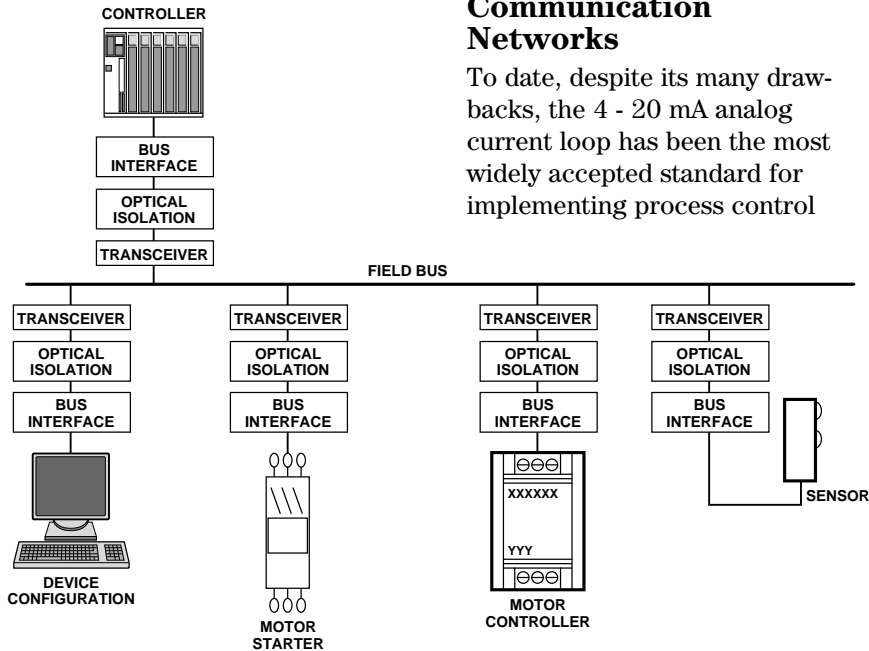 CONTROLLER
BUS
INTERFACE
OPTICAL
ISOLATION
TRANSCEIVER
Communication
Networks
To date, despite its many draw-
backs, the 4 - 20 mA analog
current loop has been the most
widely accepted standard for
implementing process control
FIELD BUS
TRANSCEIVER
OPTICAL
ISOLATION
BUS
INTERFACE
DEVICE
CONFIGURATION
TRANSCEIVER
OPTICAL
ISOLATION
BUS
INTERFACE
MOTOR
STARTER
TRANSCEIVER
OPTICAL
ISOLATION
BUS
INTERFACE
XXXXXX
YYY
MOTOR
CONTROLLER
TRANSCEIVER
OPTICAL
ISOLATION
BUS
INTERFACE
SENSOR